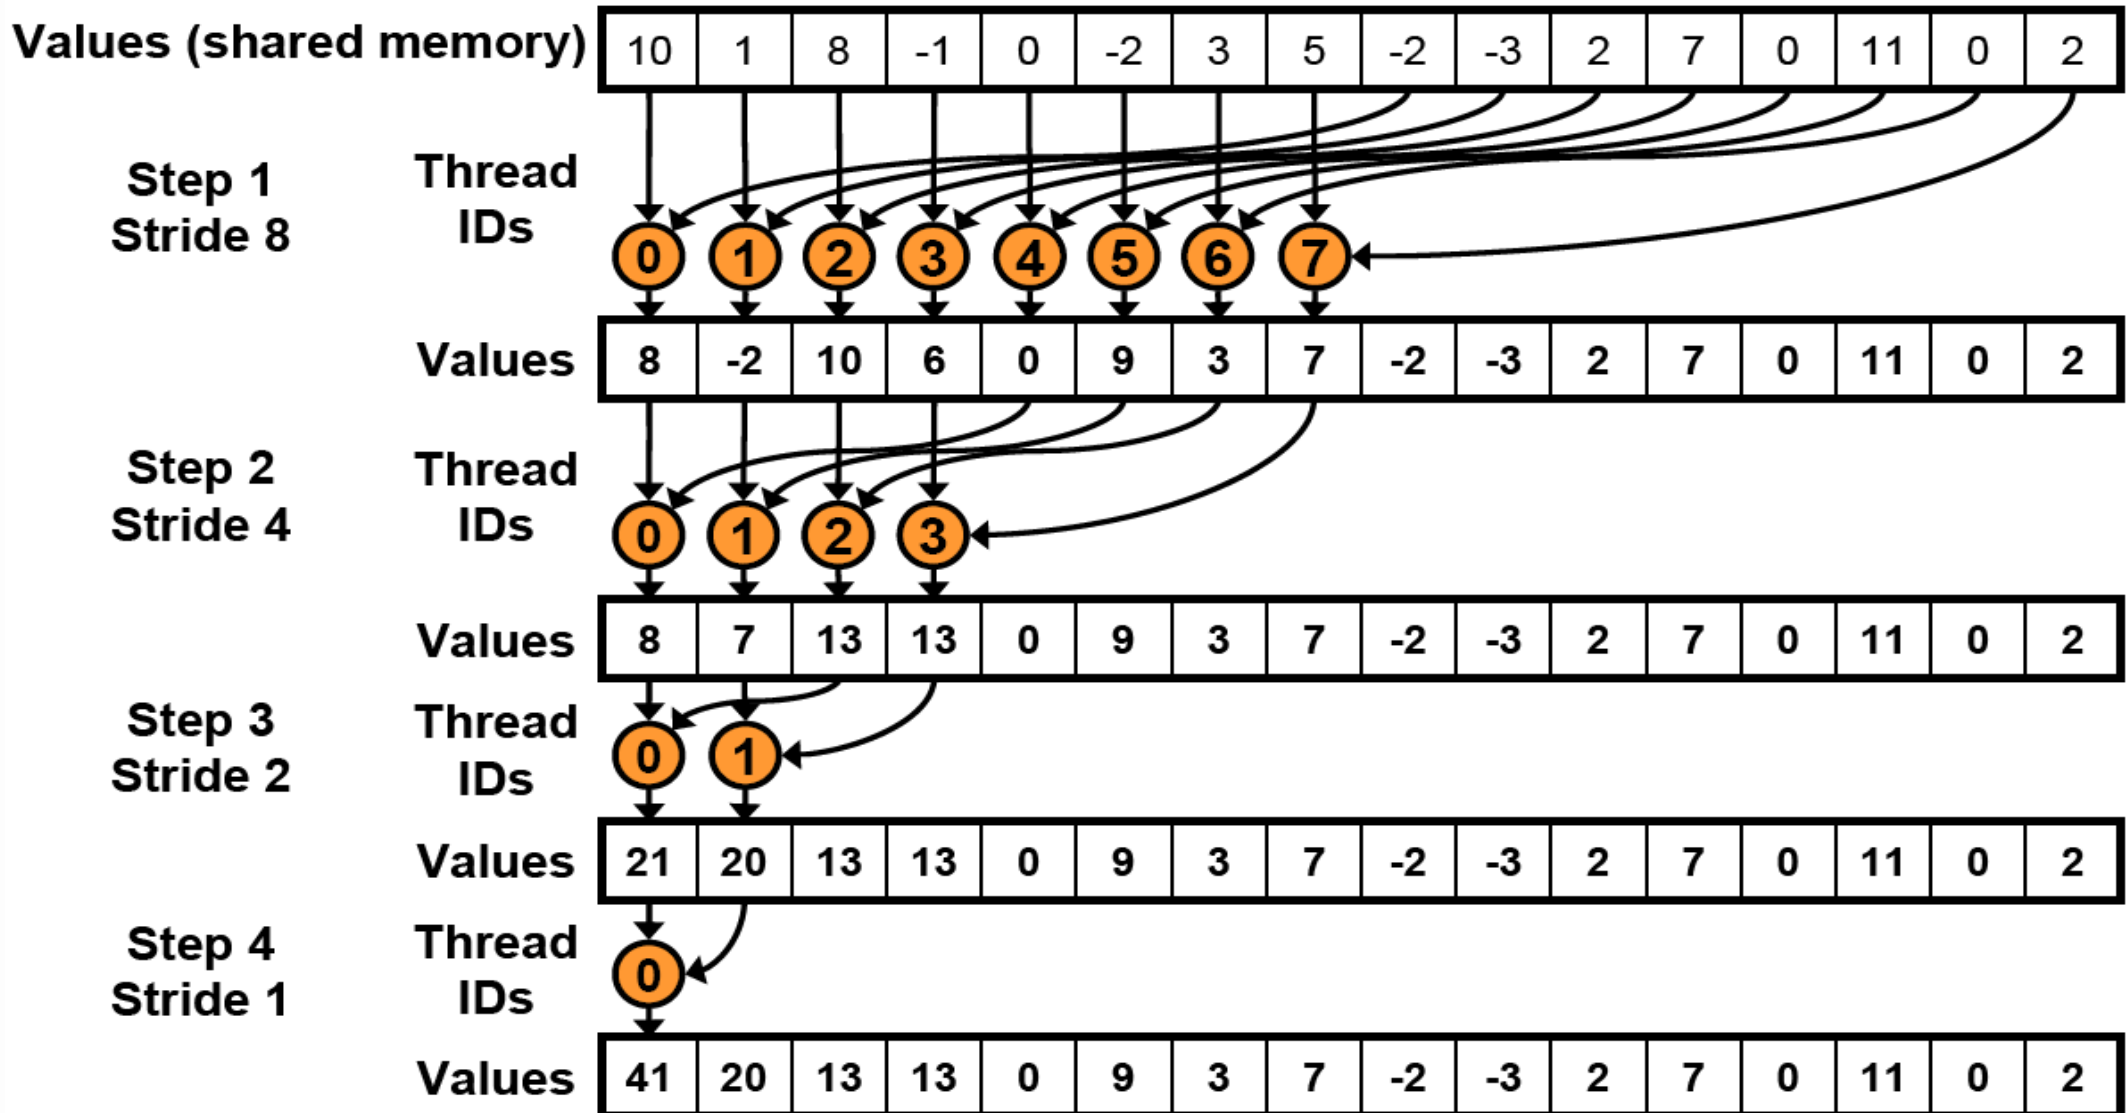 Values (shared memory) 10 1 8 -1 0 -2 3 5 -2 -3 2 7 0 11 0 2
Step 1 Thread
Stride 8 IDs
0 1 2 3 4 5 6 7
Values 8 -2 10 6 0 9 3 7 -2 -3 2 7 0 11 0 2
Step 2 Thread
Stride 4 IDs
0 1 2 3
Values 8 7 13 13 0 9 3 7 -2 -3 2 7 0 11 0 2
Step 3 Thread
Stride 2 IDs
0 1
Values 21 20 13 13 0 9 3 7 -2 -3 2 7 0 11 0 2
Step 4 Thread
Stride 1 IDs
0
Values 41 20 13 13 0 9 3 7 -2 -3 2 7 0 11 0 2